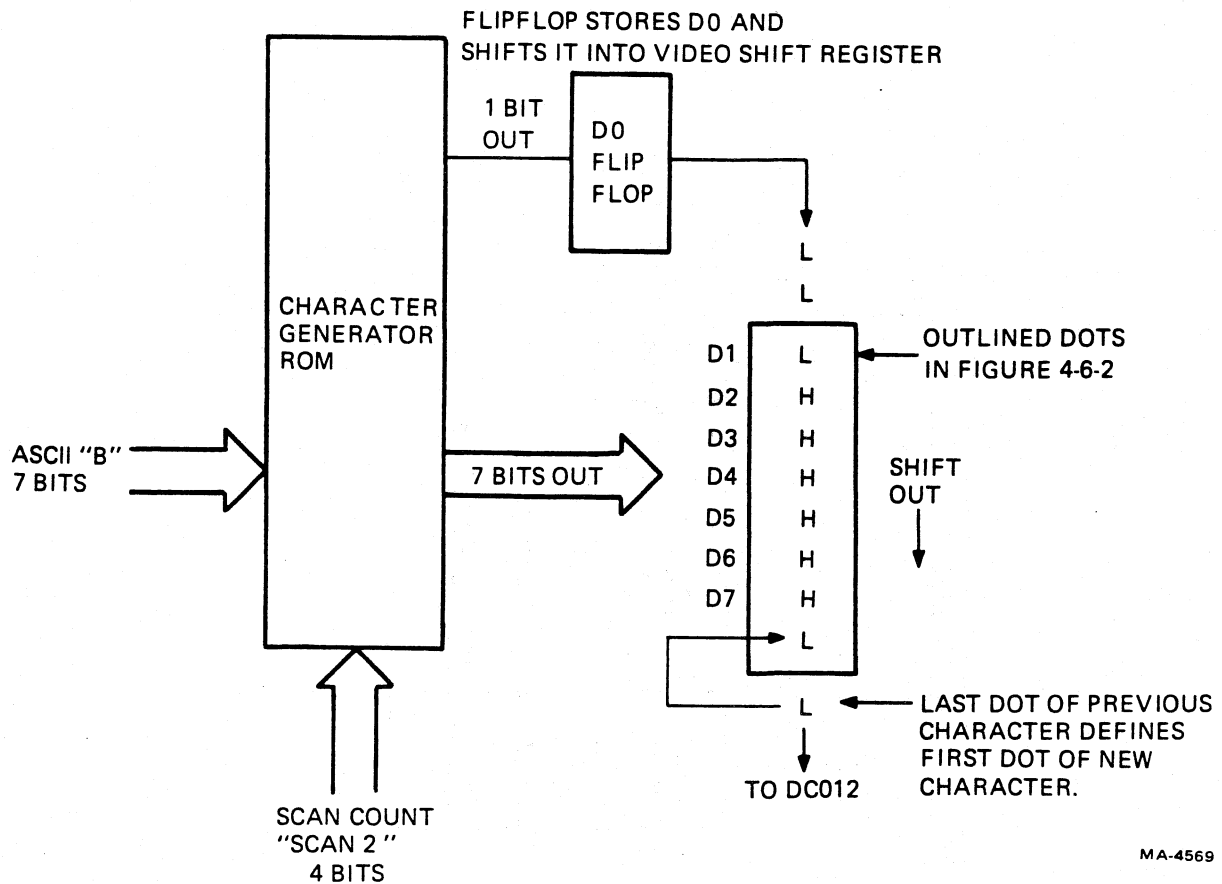 FLIPFLOP STORES D0 AND
SHIFTS IT INTO VIDEO SHIFT REGISTER
1 BIT
OUT
D0
FLIP
FLOP
L
L
CHARACTER
GENERATOR
ROM
D1 L
OUTLINED DOTS
IN FIGURE 4-6-2
D2 H
D3 H
D4 H
D5 H
D6 H
D7 H
L
ASCII "B"
7 BITS
7 BITS OUT
SHIFT
OUT
L
LAST DOT OF PREVIOUS
CHARACTER DEFINES
FIRST DOT OF NEW
CHARACTER.
TO DC012
SCAN COUNT
"SCAN 2"
4 BITS
MA-4569